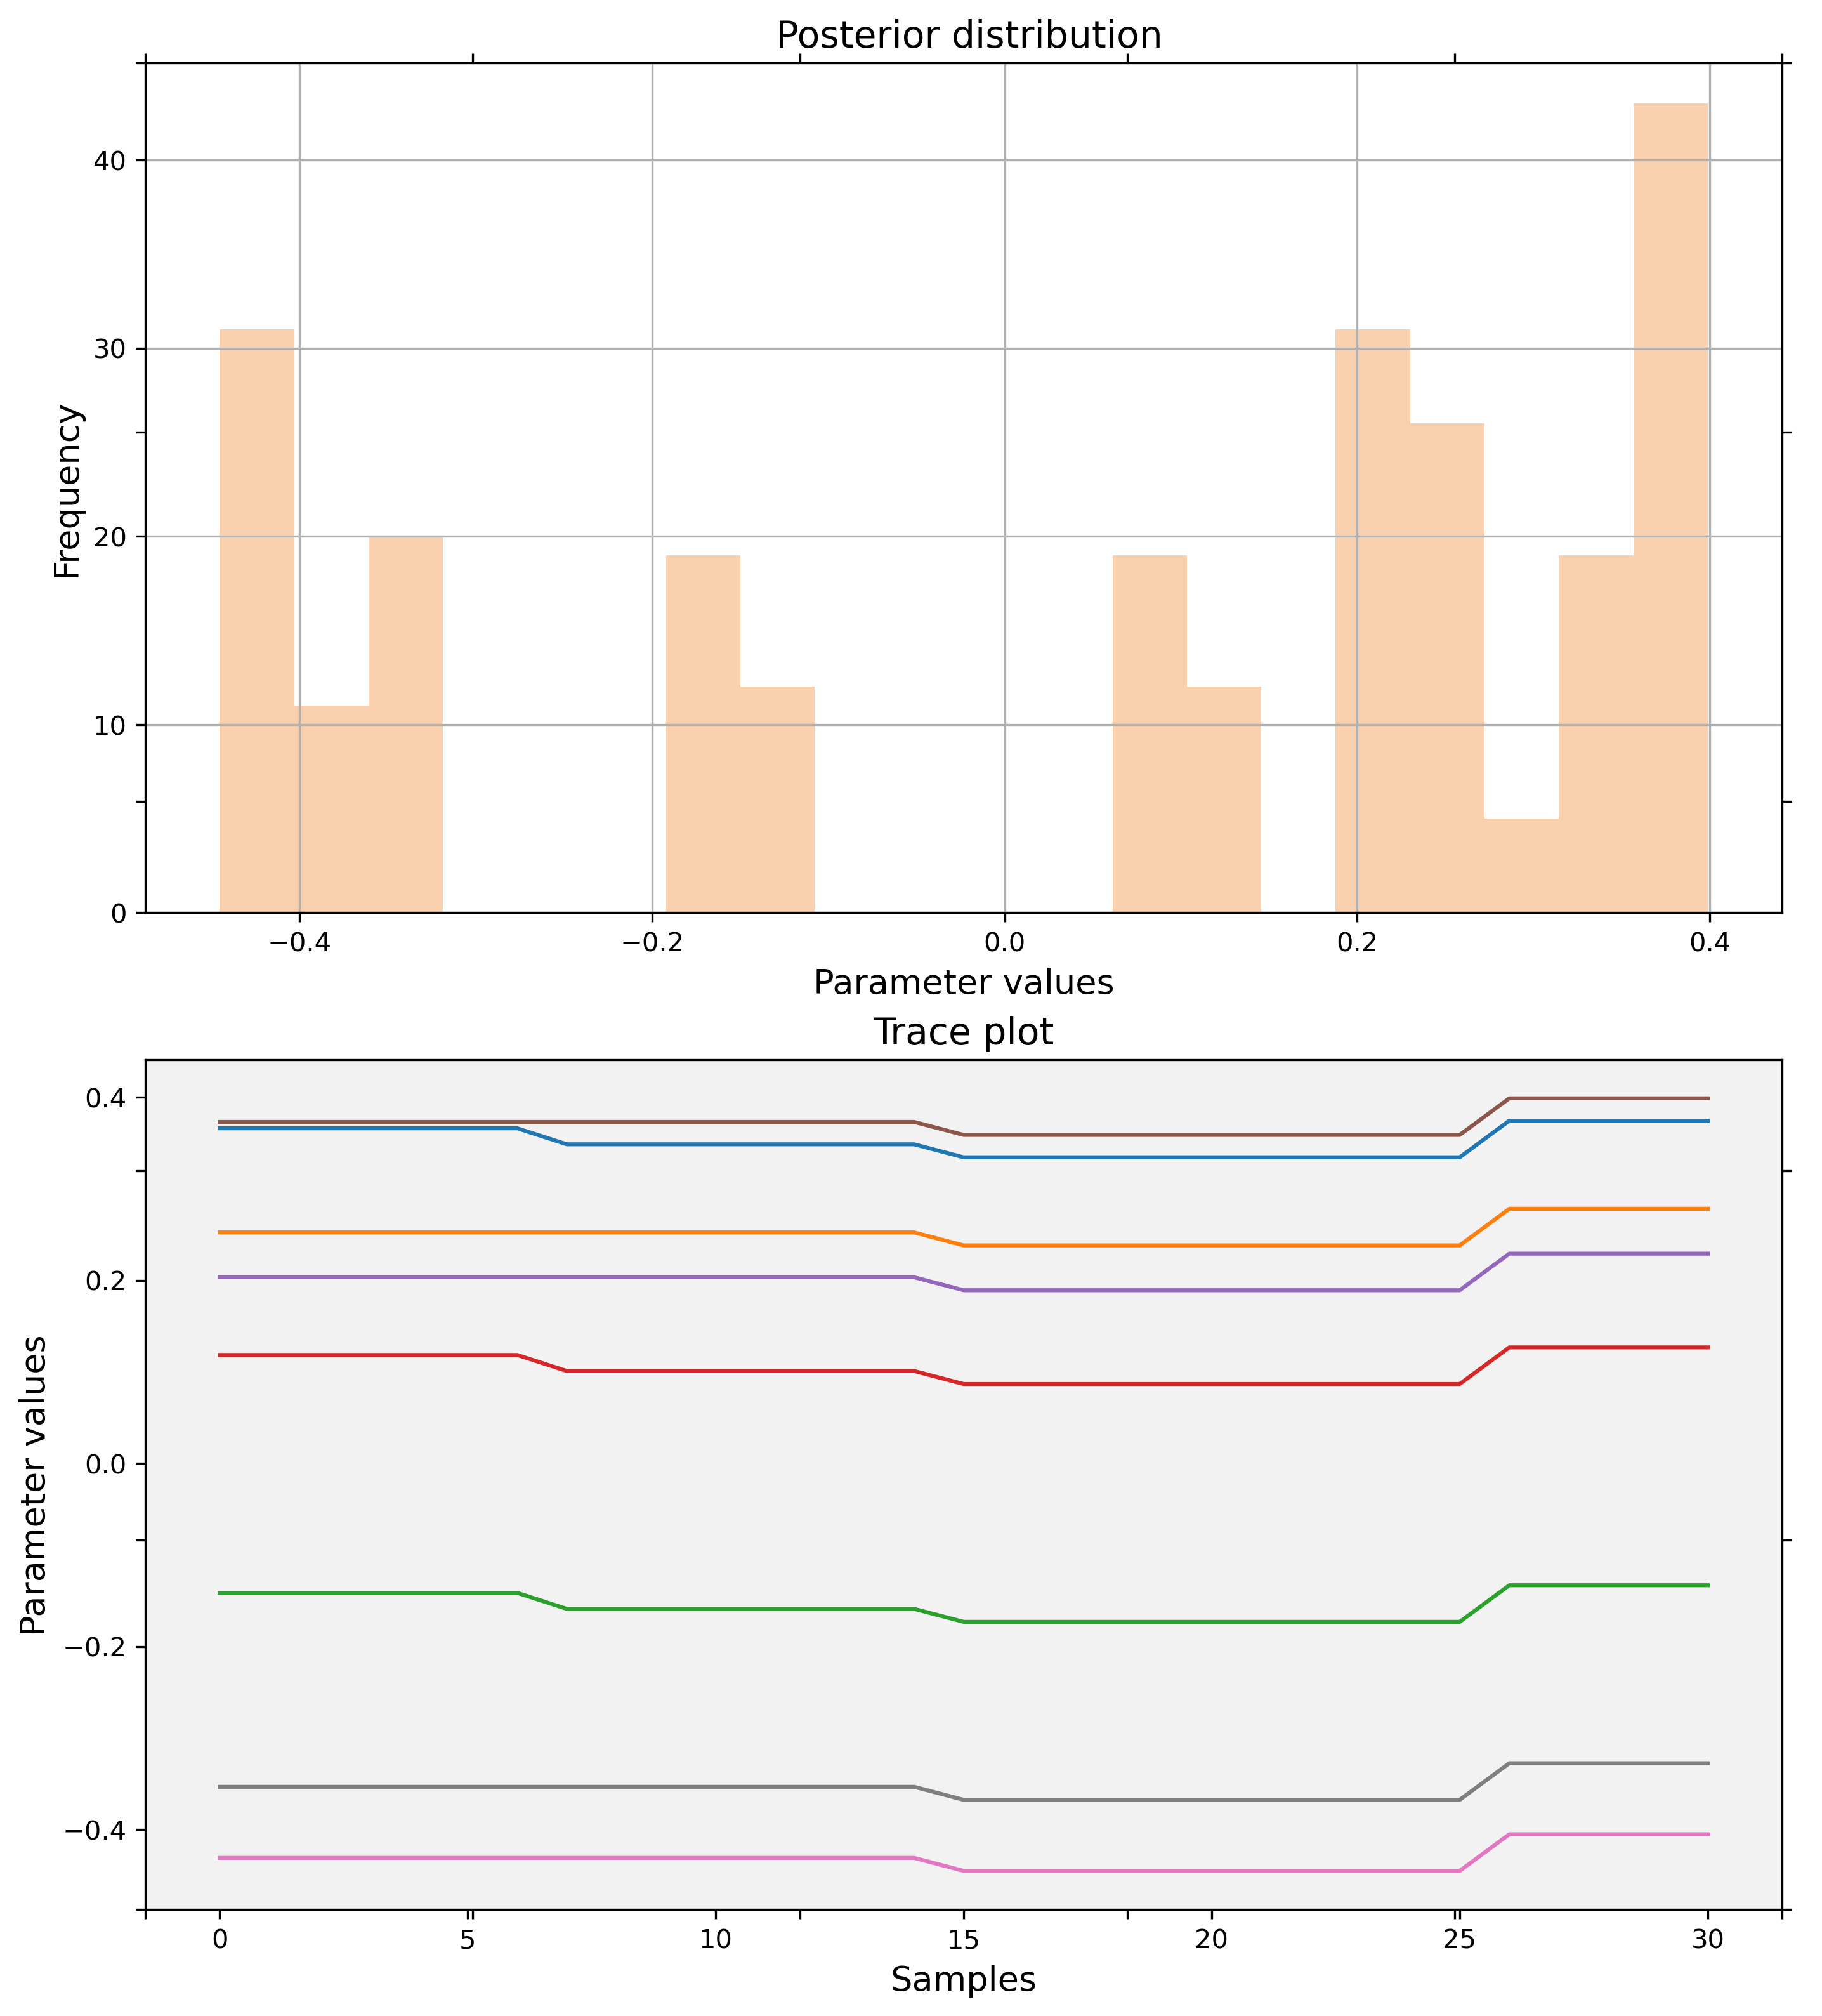 Posterior distribution
40
30
20
10
0
Frequency
−0.4 −0.2 0.0 0.2 0.4
Parameter values
Trace plot
0.4
0.2
0.0
−0.2
−0.4
Parameter values
0 5 10 15 20 25 30
Samples